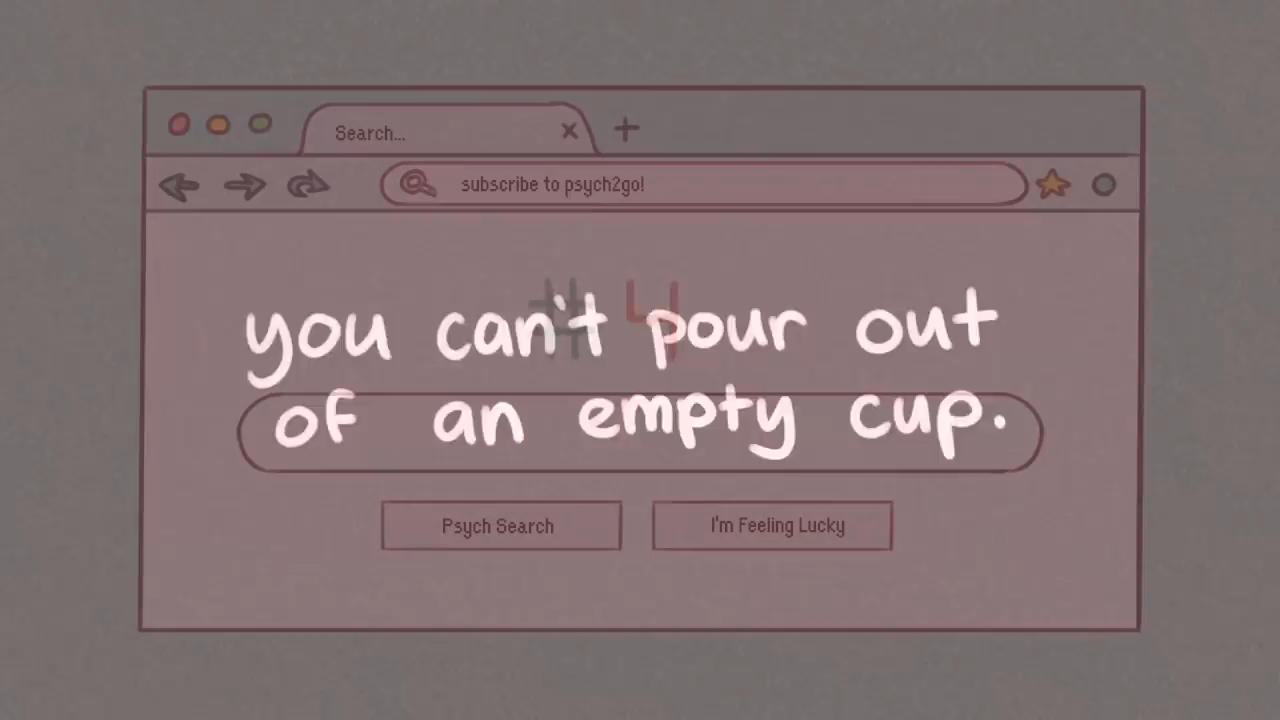 Search...
subscribe to psych2go!
#4
you can't pour out
of an empty cup.
Psych Search
I'm Feeling Lucky